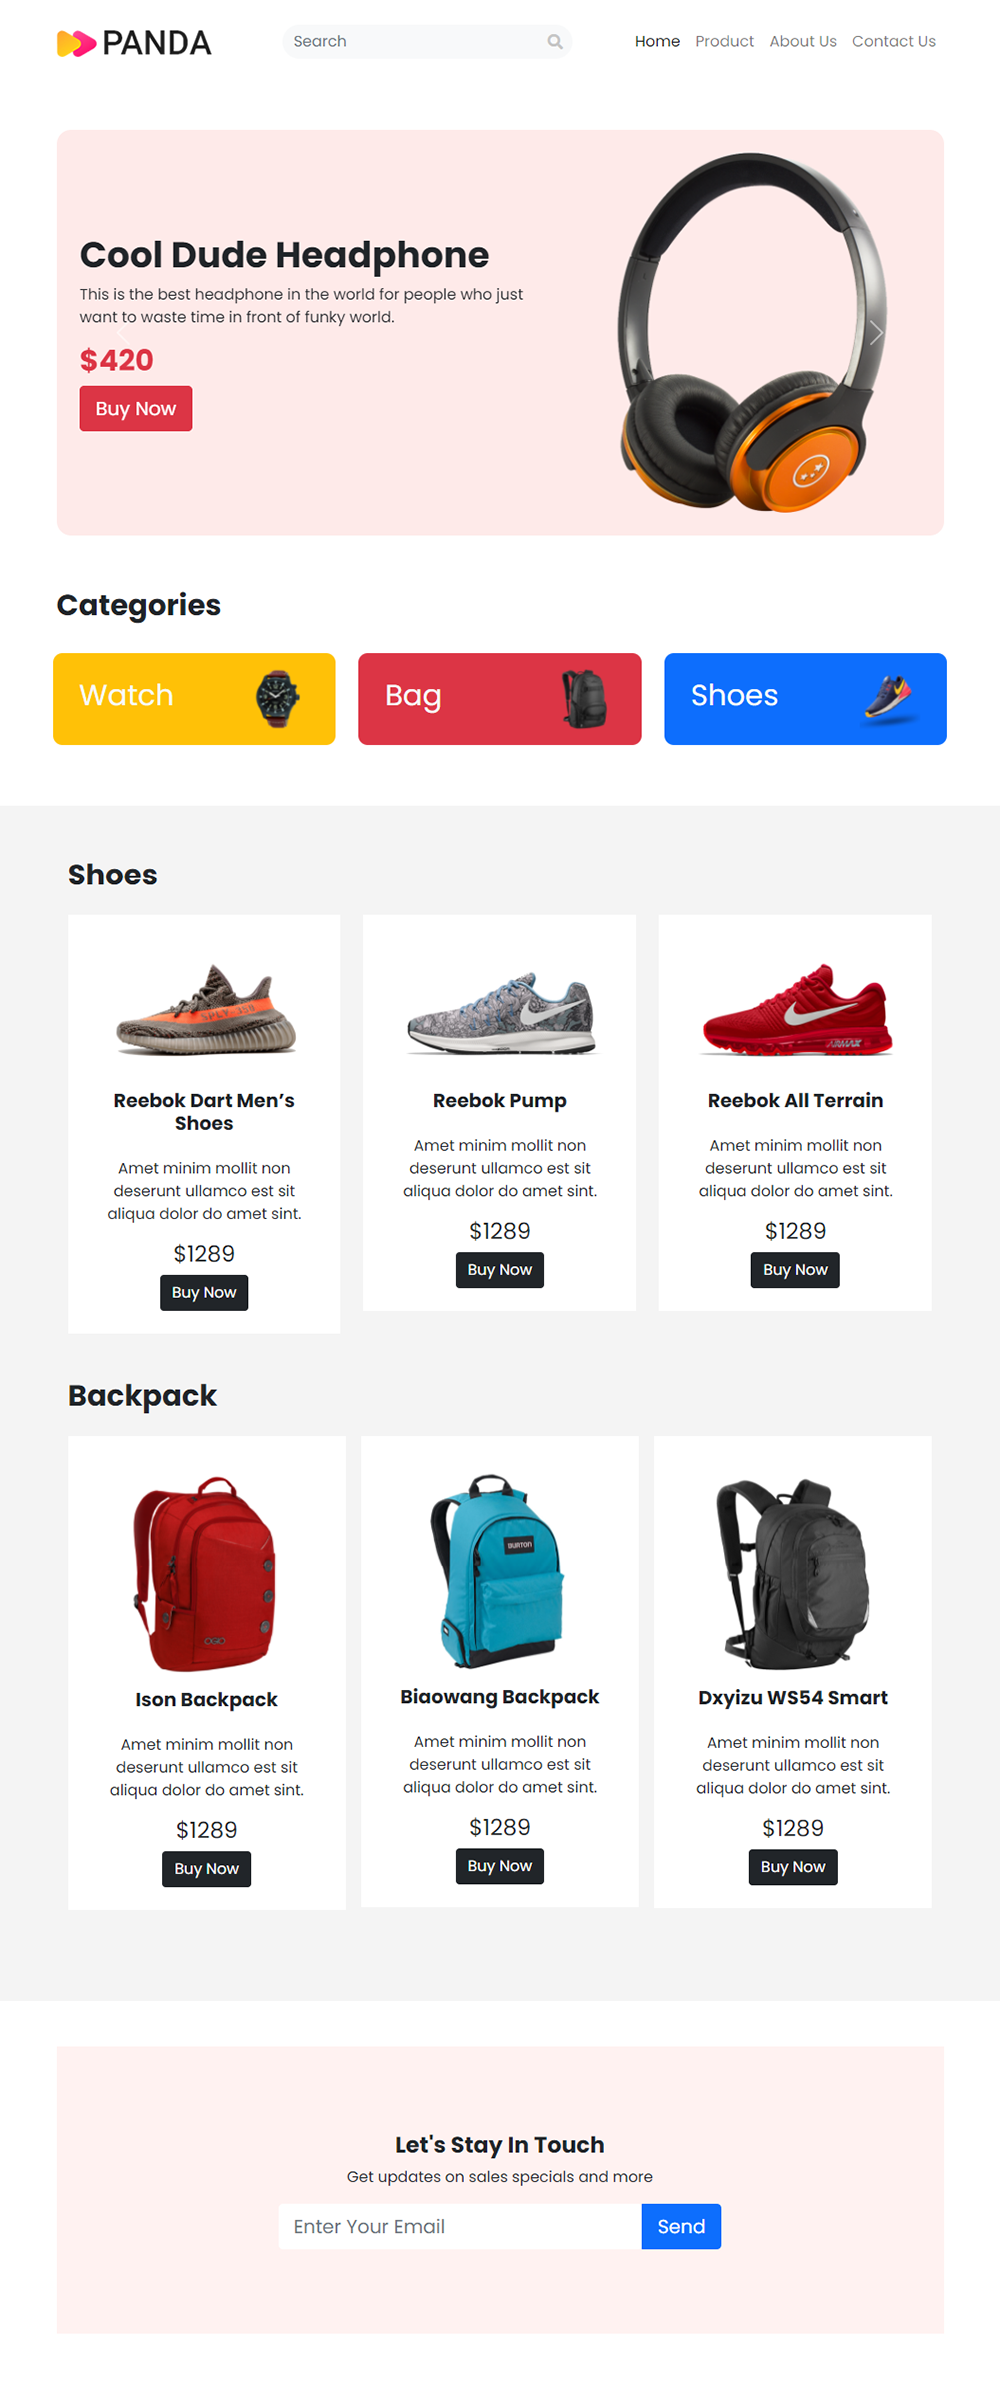 PANDA
Search
Home Product About Us Contact Us
Cool Dude Headphone
This is the best headphone in the world for people who just
want to waste time in front of funky world.
$420
Buy Now
Categories
Watch
Bag
Shoes
Shoes
Reebok Dart Men’s
Shoes
Amet minim mollit non
deserunt ullamco est sit
aliqua dolor do amet sint.
$1289
Buy Now
Reebok Pump
Amet minim mollit non
deserunt ullamco est sit
aliqua dolor do amet sint.
$1289
Buy Now
AIRMAX
Reebok All Terrain
Amet minim mollit non
deserunt ullamco est sit
aliqua dolor do amet sint.
$1289
Buy Now
Backpack
OGIO
Ison Backpack
Amet minim mollit non
deserunt ullamco est sit
aliqua dolor do amet sint.
$1289
Buy Now
BURTON
Biaowang Backpack
Amet minim mollit non
deserunt ullamco est sit
aliqua dolor do amet sint.
$1289
Buy Now
Dxyizu WS54 Smart
Amet minim mollit non
deserunt ullamco est sit
aliqua dolor do amet sint.
$1289
Buy Now
Let's Stay In Touch
Get updates on sales specials and more
Enter Your Email
Send